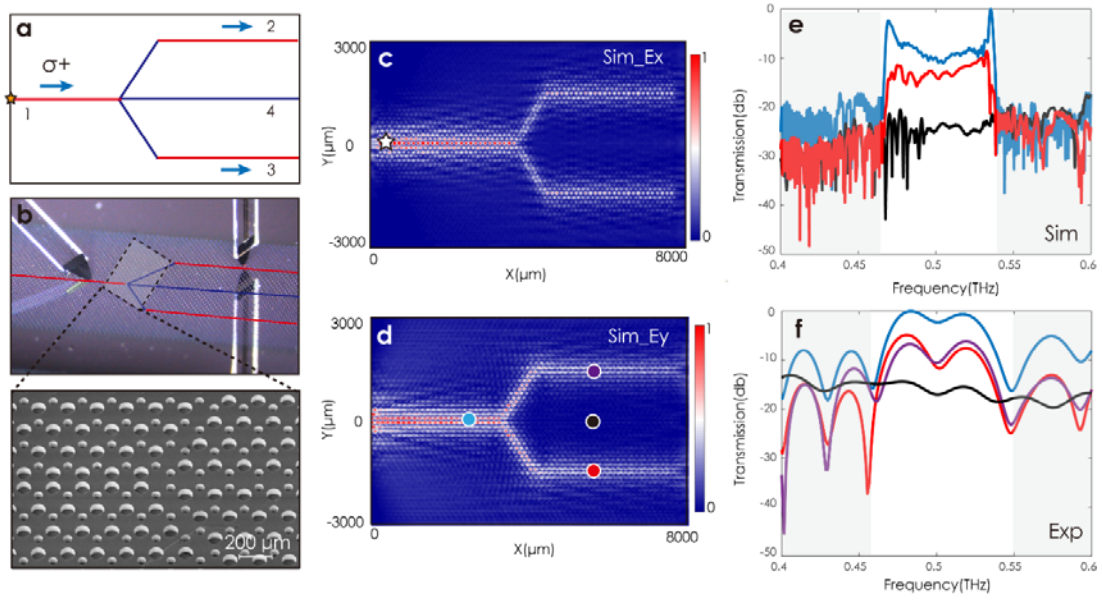 a
2
σ+
1
4
3
b
200 μm
c
Sim_Ex
3000
Y(μm)
0
-3000
0
8000
X(μm)
1
0
d
Sim_Ey
3000
Y(μm)
0
-3000
0
8000
X(μm)
1
0
e
0
-10
-20
-30
-40
-50
Transmission(db)
Sim
0.4
0.45
0.5
0.55
0.6
Frequency(THz)
f
0
-10
-20
-30
-40
-50
Transmission(db)
Exp
0.4
0.45
0.5
0.55
0.6
Frequency(THz)